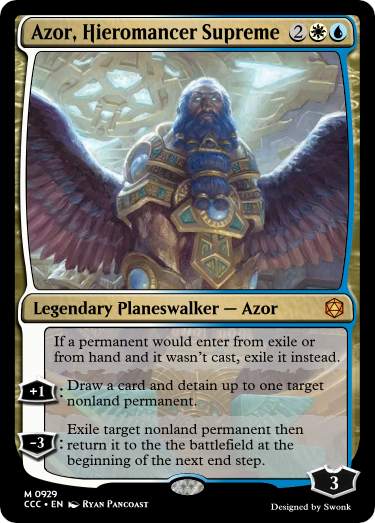 Azor, Hieromancer Supreme 2
Legendary Planeswalker — Azor
If a permanent would enter from exile or
from hand and it wasn't cast, exile it instead.
+1 : Draw a card and detain up to one target
nonland permanent.
-3 : Exile target nonland permanent then
return it to the the battlefield at the
beginning of the next end step.
3
M 0929
CCC • EN Ryan Pancoast
Designed by Swonk